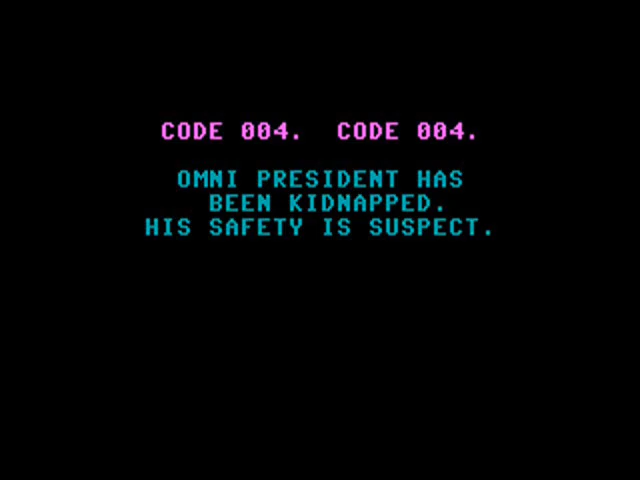 CODE 004.  CODE 004.
OMNI PRESIDENT HAS
BEEN KIDNAPPED.
HIS SAFETY IS SUSPECT.